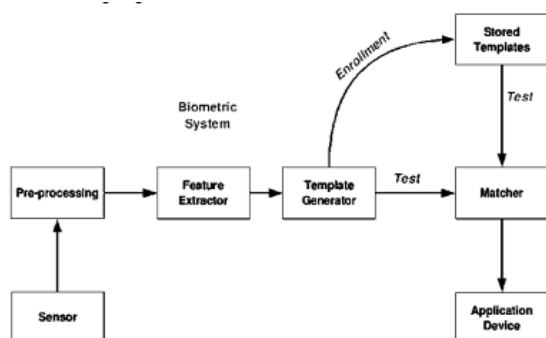 Stored
Templates
Enrollment
Test
Biometric
System
Pre-processing
Feature
Extractor
Template
Generator
Test
Matcher
Sensor
Application
Device